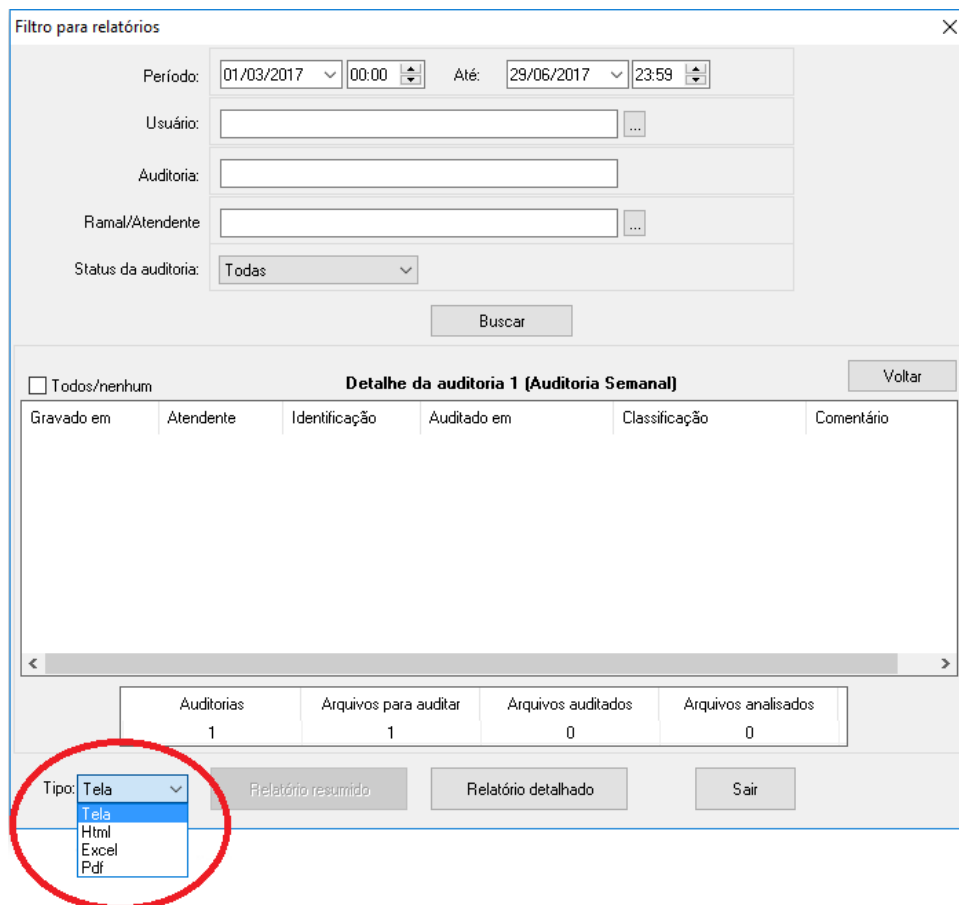 Filtro para relatórios
Período: 01/03/2017 00:00 Até: 29/06/2017 23:59
Usuário: ...
Auditoria:
Ramal/Atendente ...
Status da auditoria: Todas
Buscar
Todos/nenhum Detalhe da auditoria 1 (Auditoria Semanal) Voltar
Gravado em Atendente Identificação Auditado em Classificação Comentário
Auditorias Arquivos para auditar Arquivos auditados Arquivos analisados
1 1 0 0
Tipo: Tela Relatório resumido Relatório detalhado Sair
Tela
Html
Excel
Pdf